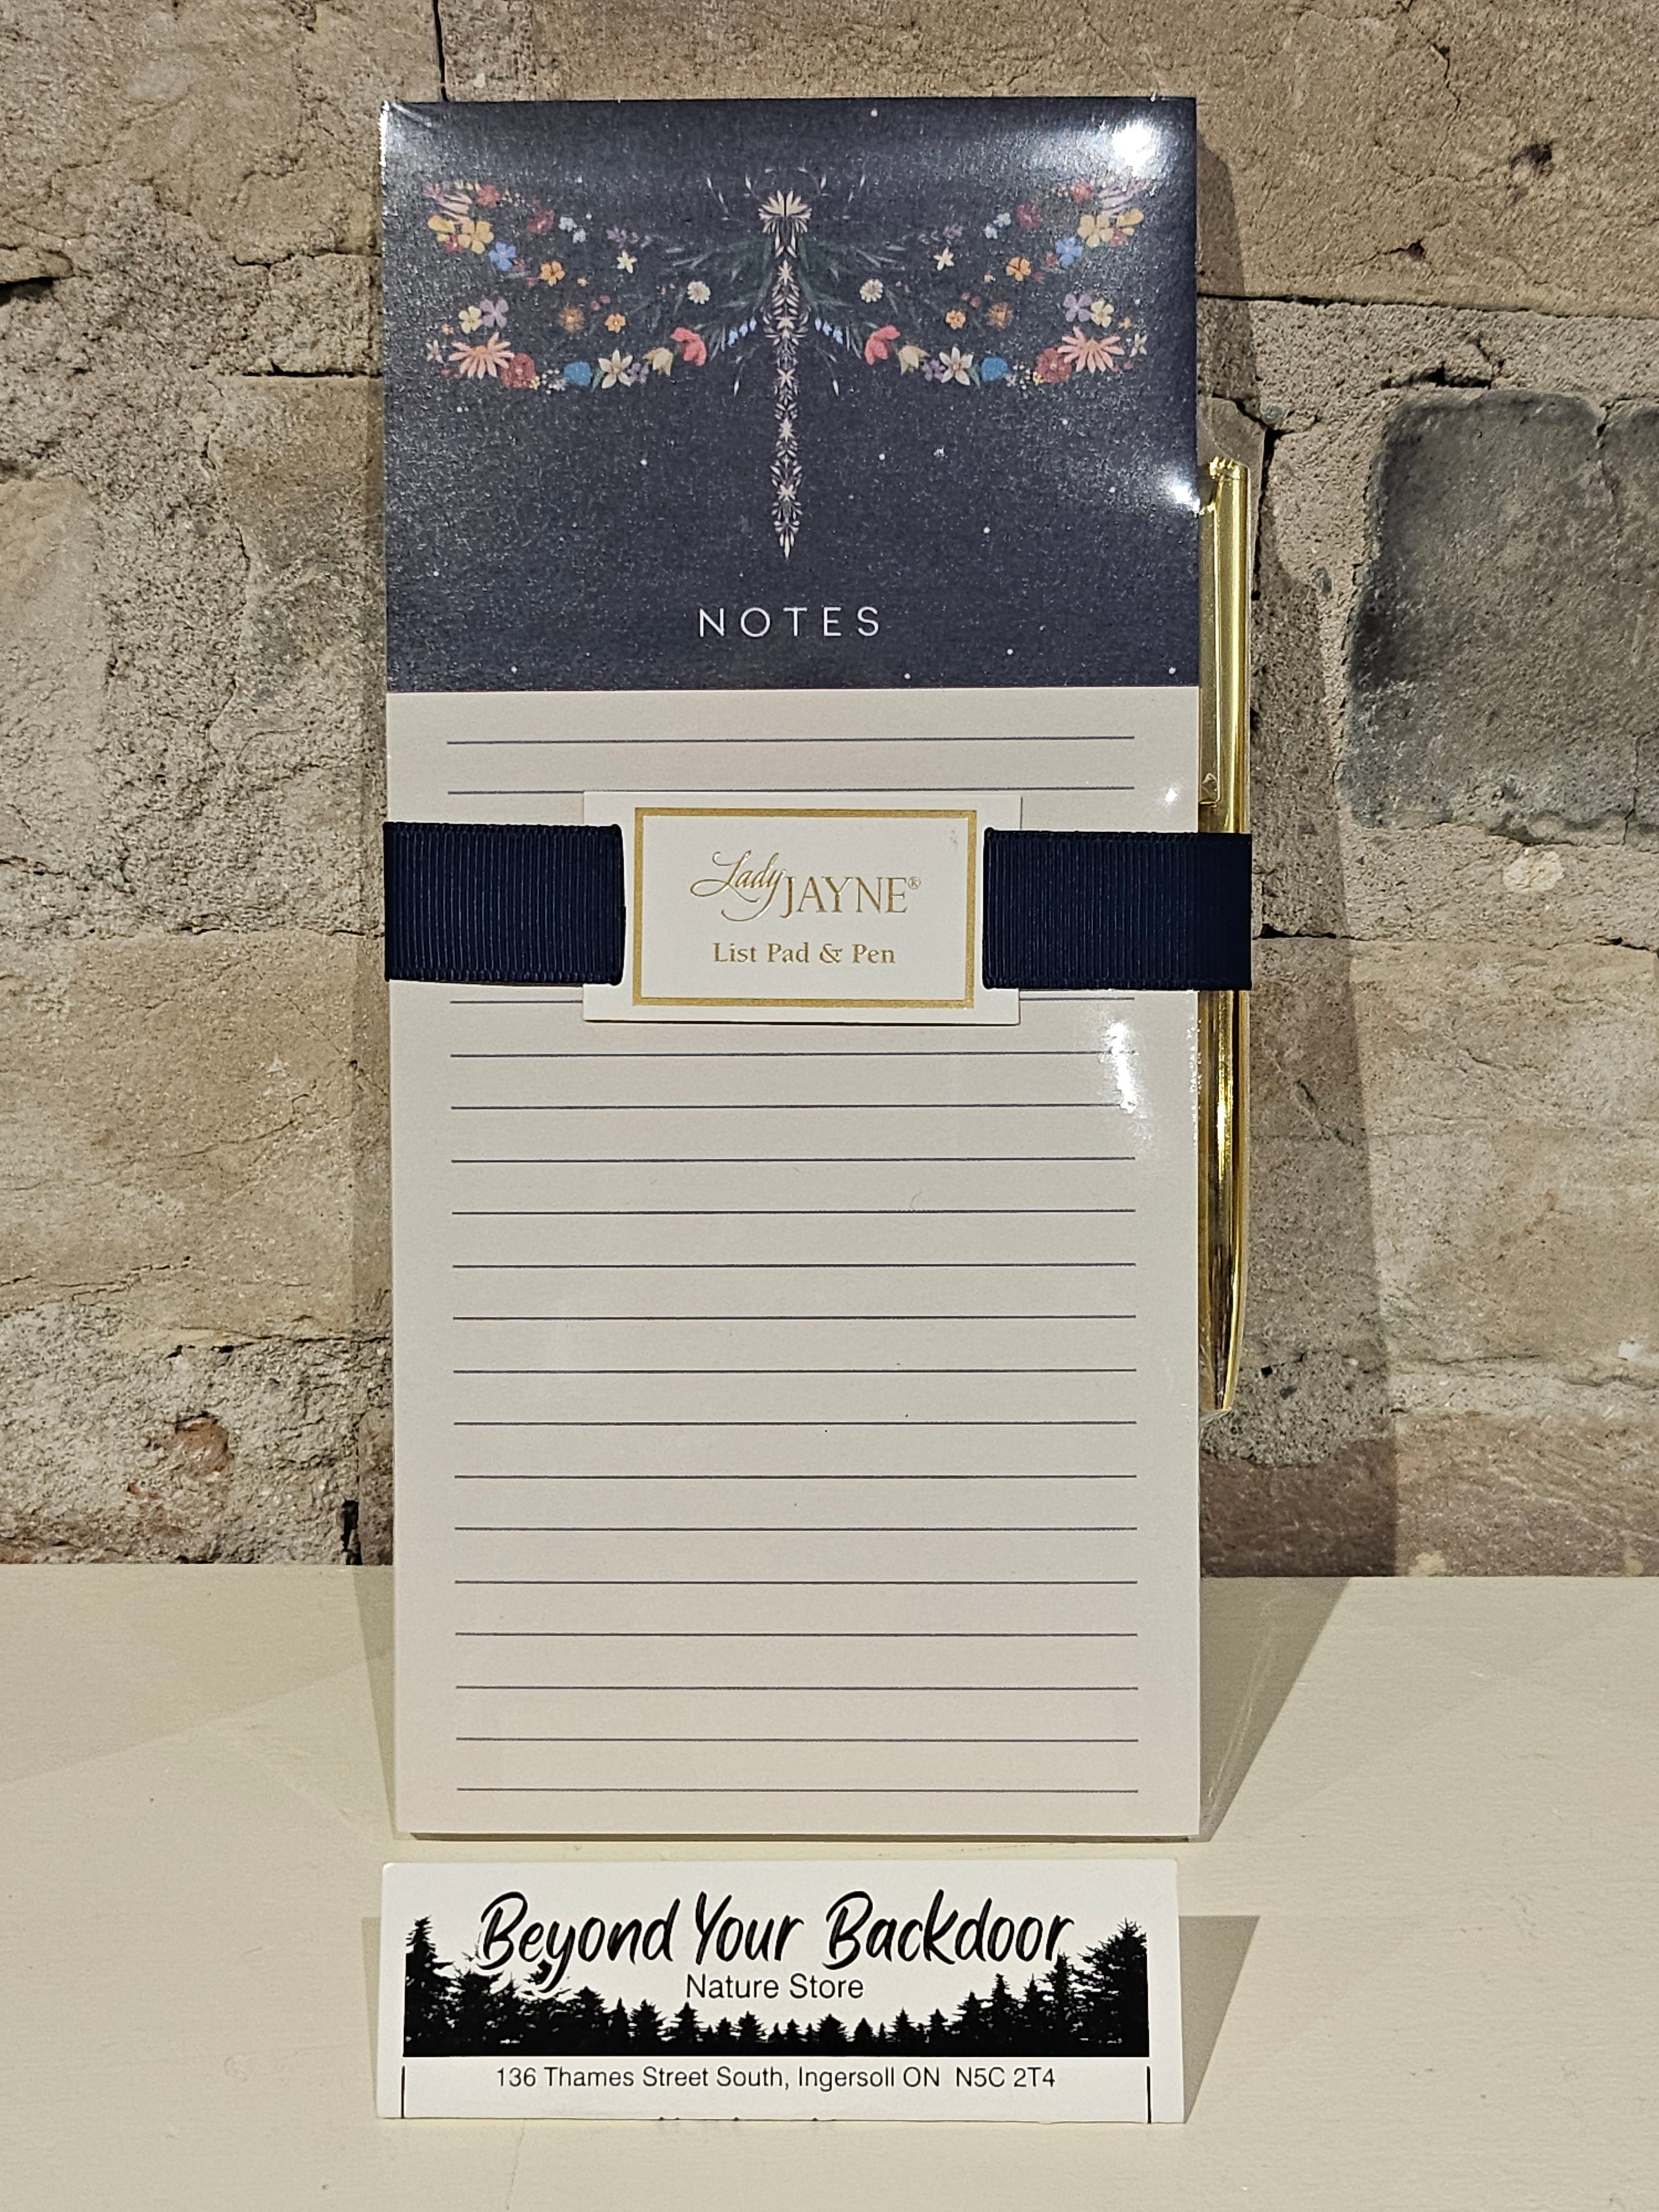 NOTES
Lady JAYNE®
List Pad & Pen
Beyond Your Backdoor
Nature Store
136 Thames Street South, Ingersoll ON N5C 2T4